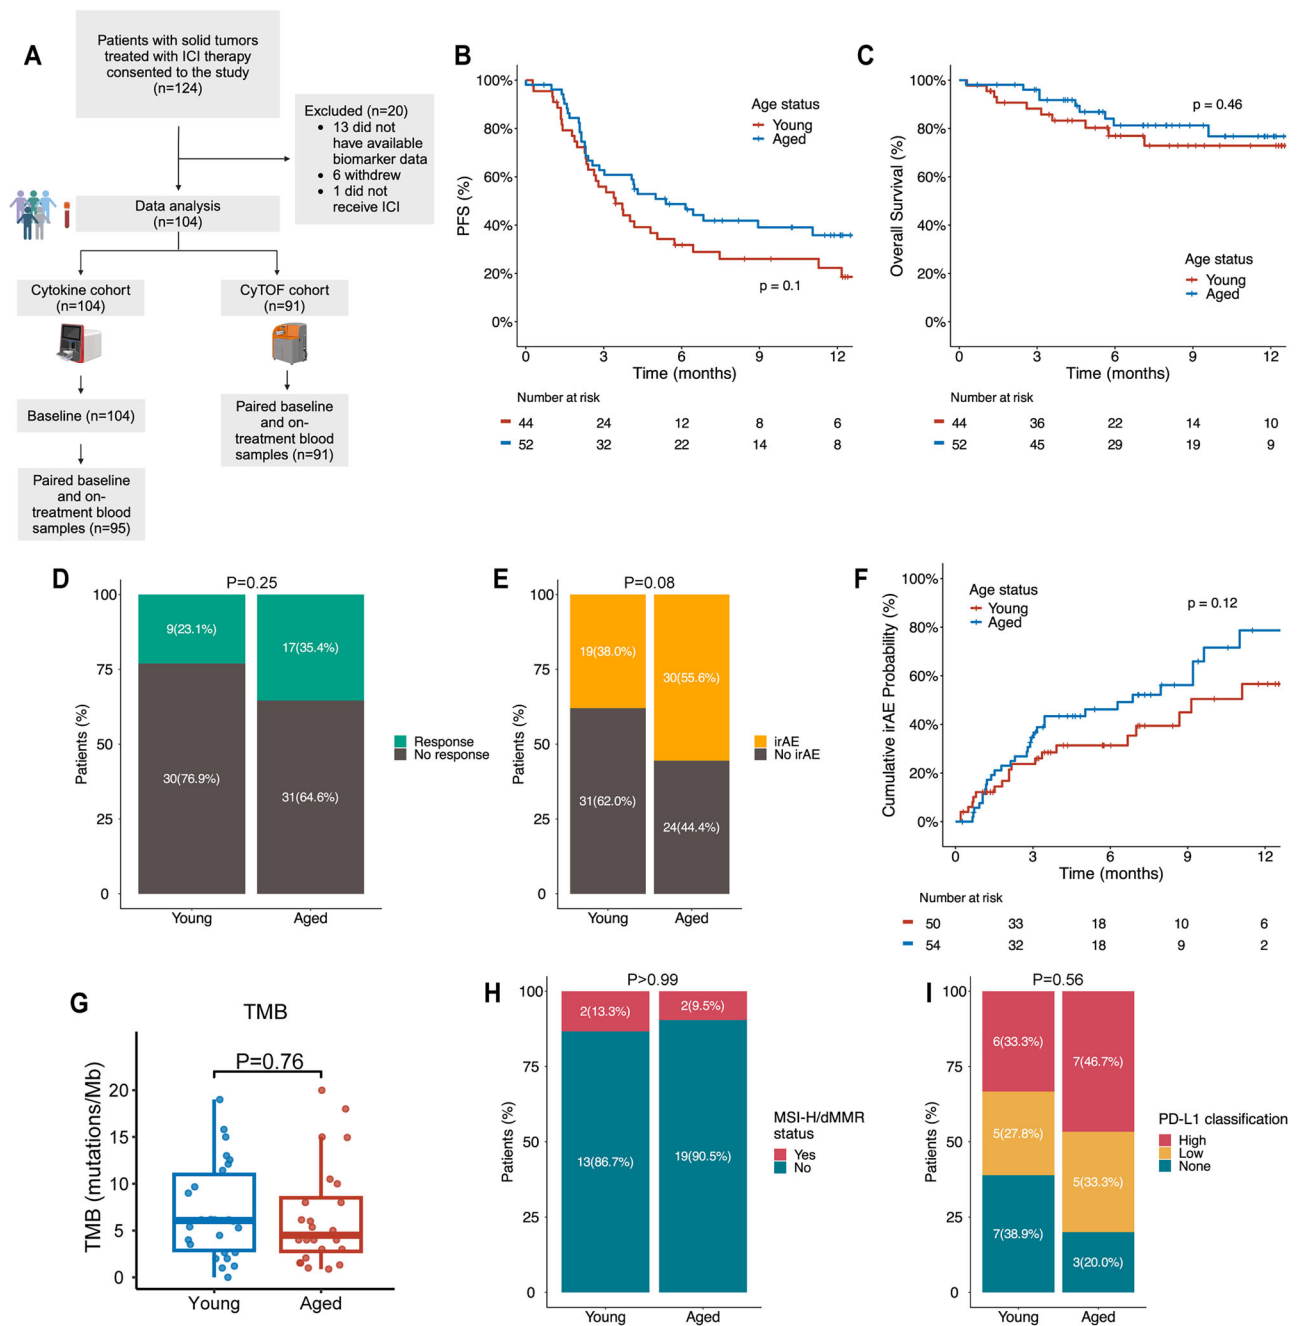 A
Patients with solid tumors
treated with ICI therapy
consented to the study
(n=124)
Excluded (n=20)
• 13 did not
have available
biomarker data
• 6 withdrew
• 1 did not
receive ICI
Data analysis
(n=104)
Cytokine cohort
(n=104)
CyTOF cohort
(n=91)
Baseline (n=104)
Paired baseline
and on-
treatment blood
samples (n=91)
Paired baseline
and on-
treatment blood
samples (n=95)
B
PFS (%)
100%
80%
60%
40%
20%
0%
Age status
Young
Aged
p = 0.1
0 3 6 9 12
Time (months)
Number at risk
44 24 12 8 6
52 32 22 14 8
C
Overall Survival (%)
100%
80%
60%
40%
20%
0%
p = 0.46
Age status
Young
Aged
0 3 6 9 12
Time (months)
Number at risk
44 36 22 14 10
52 45 29 19 9
D
P=0.25
Patients (%)
100
75
50
25
0
9(23.1%)
17(35.4%)
30(76.9%)
31(64.6%)
Young Aged
Response
No response
E
P=0.08
Patients (%)
100
75
50
25
0
19(38.0%)
30(55.6%)
31(62.0%)
24(44.4%)
Young Aged
irAE
No irAE
F
Cumulative irAE Probability (%)
100%
80%
60%
40%
20%
0%
Age status
Young
Aged
p = 0.12
0 3 6 9 12
Time (months)
Number at risk
50 33 18 10 6
54 32 18 9 2
G
TMB
P=0.76
TMB (mutations/Mb)
20
15
10
5
0
Young Aged
H
P>0.99
Patients (%)
100
75
50
25
0
2(13.3%)
2(9.5%)
13(86.7%)
19(90.5%)
Young Aged
MSI-H/dMMR
status
Yes
No
I
P=0.56
Patients (%)
100
75
50
25
0
6(33.3%)
7(46.7%)
5(27.8%)
5(33.3%)
7(38.9%)
3(20.0%)
Young Aged
PD-L1 classification
High
Low
None